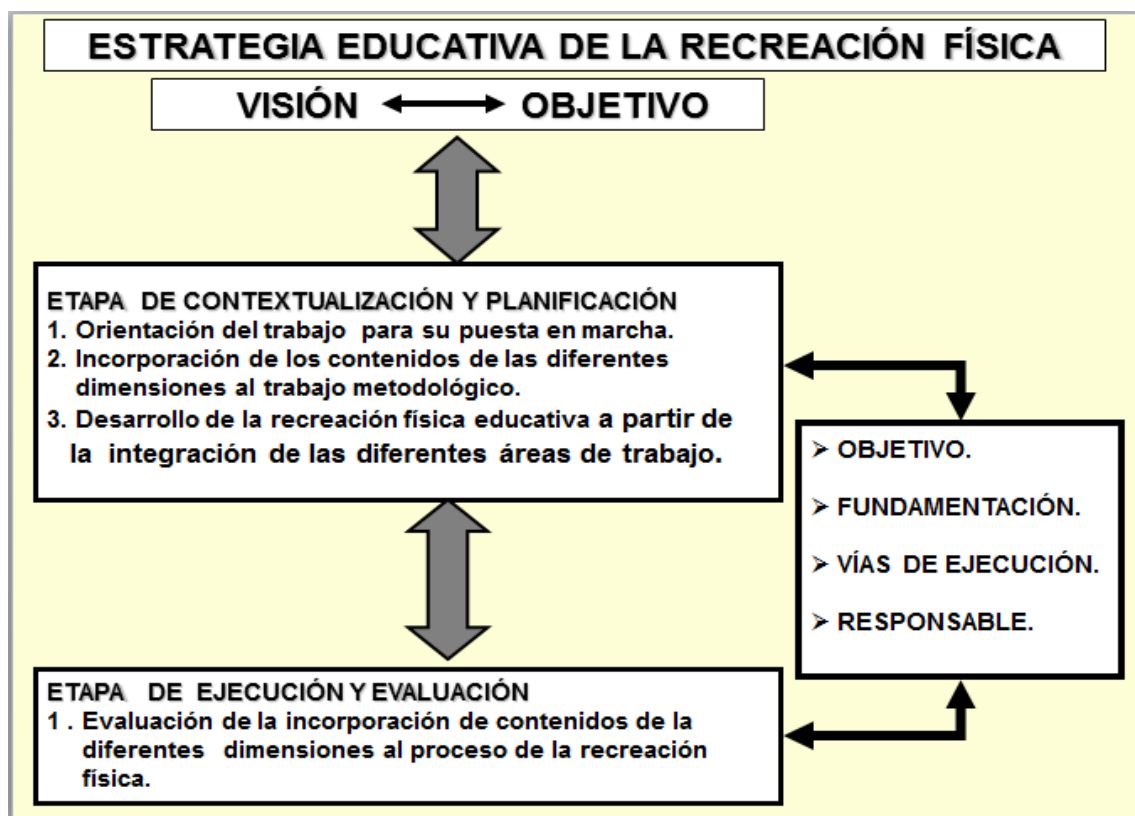 ESTRATEGIA EDUCATIVA DE LA RECREACIÓN FÍSICA
VISIÓN OBJETIVO
ETAPA DE CONTEXTUALIZACIÓN Y PLANIFICACIÓN
1. Orientación del trabajo para su puesta en marcha.
2. Incorporación de los contenidos de las diferentes
dimensiones al trabajo metodológico.
3. Desarrollo de la recreación física educativa a partir de
la integración de las diferentes áreas de trabajo.
➢ OBJETIVO.
➢ FUNDAMENTACIÓN.
➢ VÍAS DE EJECUCIÓN.
➢ RESPONSABLE.
ETAPA DE EJECUCIÓN Y EVALUACIÓN
1 . Evaluación de la incorporación de contenidos de la
diferentes dimensiones al proceso de la recreación
física.